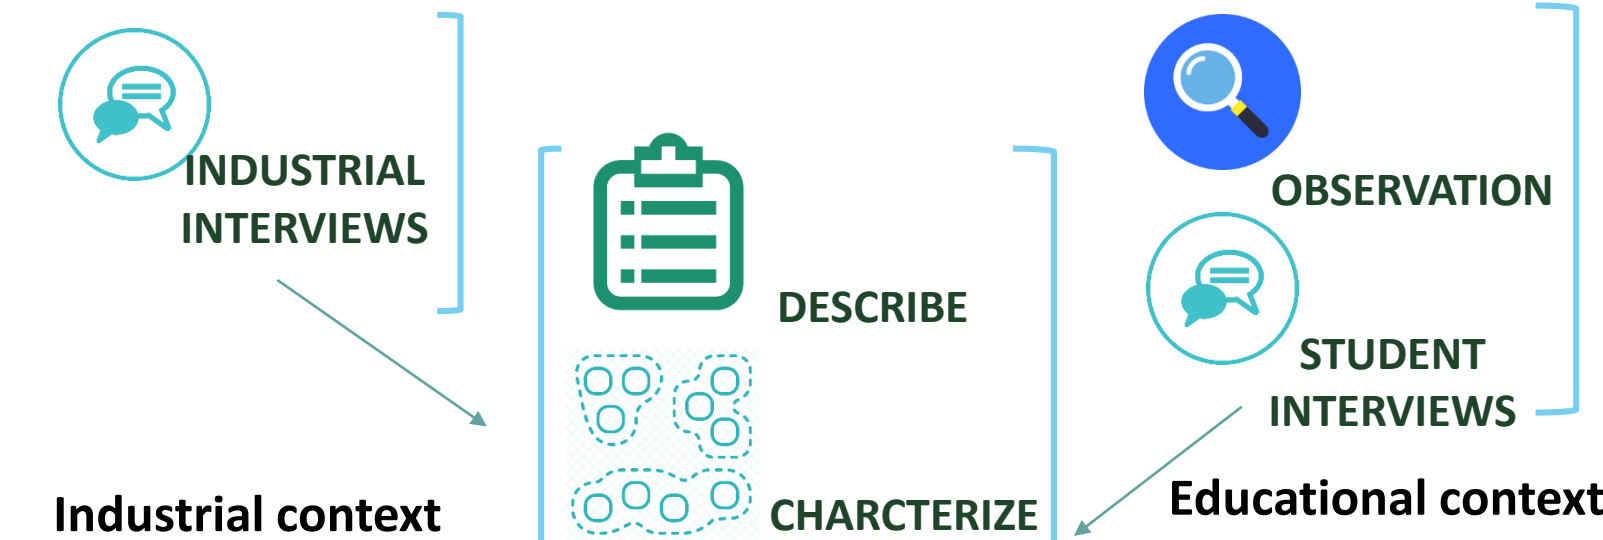 INDUSTRIAL
INTERVIEWS
Industrial context
DESCRIBE
CHARCTERIZE
OBSERVATION
STUDENT
INTERVIEWS
Educational context